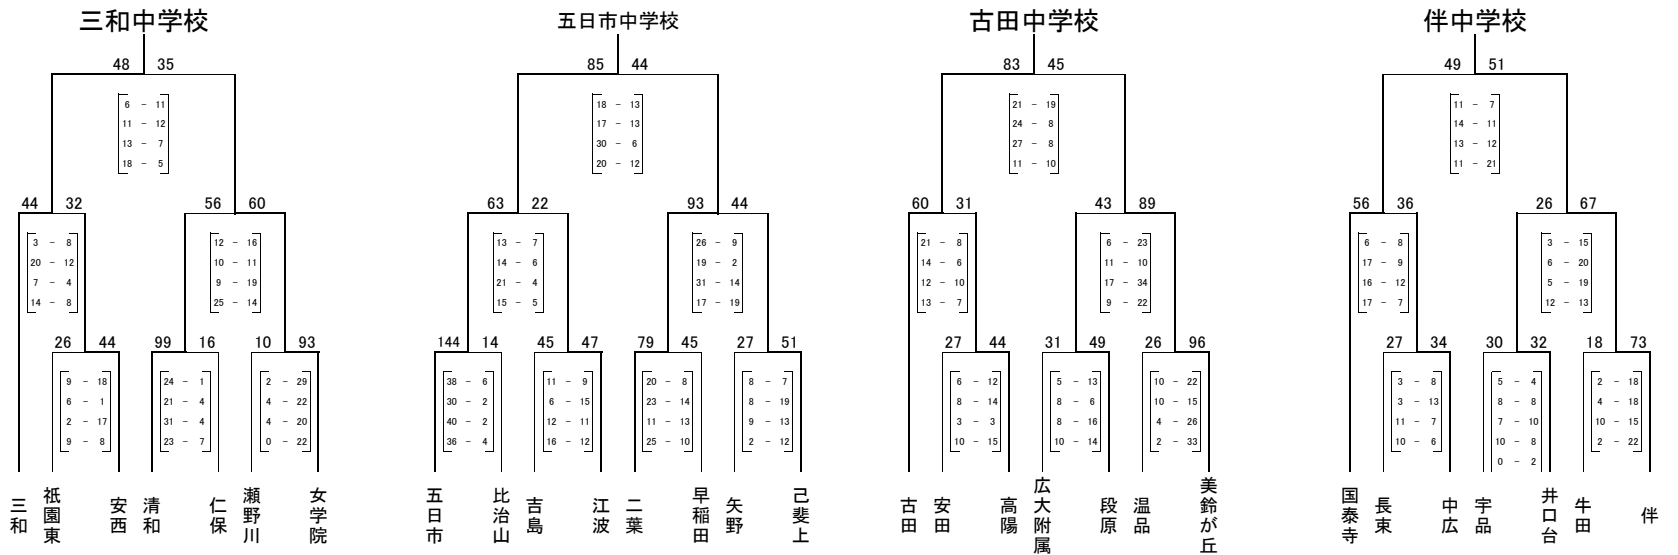 三和中学校 五日市中学校 古田中学校 伴中学校
48 35 85 44 83 45 49 51
6 - 11 18 - 13 21 - 19 11 - 7
11 - 12 17 - 13 24 - 8 14 - 11
13 - 7 30 - 6 27 - 8 13 - 12
18 - 5 20 - 12 11 - 10 11 - 21
44 32 56 60 63 22 93 44 60 31 43 89 56 36 26 67
3 - 8 12 - 16 13 - 7 26 - 9 21 - 8 6 - 23 6 - 8 3 - 15
20 - 12 10 - 11 14 - 6 19 - 2 14 - 6 11 - 10 17 - 9 6 - 20
7 - 4 9 - 19 21 - 4 31 - 14 12 - 10 17 - 34 16 - 12 5 - 19
14 - 8 25 - 14 15 - 5 17 - 19 13 - 7 9 - 22 17 - 7 12 - 13
26 44 99 16 10 93 144 14 45 47 79 45 27 51 27 44 31 49 26 96 27 34 30 32 18 73
9 - 18 24 - 1 2 - 29 38 - 6 11 - 9 20 - 8 8 - 7 6 - 12 5 - 13 10 - 22 3 - 8 5 - 4 2 - 18
6 - 1 21 - 4 4 - 22 30 - 2 6 - 15 23 - 14 8 - 19 8 - 14 8 - 6 10 - 15 3 - 13 8 - 8 4 - 18
2 - 17 31 - 4 4 - 20 40 - 2 12 - 11 11 - 13 9 - 13 3 - 3 8 - 16 4 - 26 11 - 7 7 - 10 10 - 15
9 - 8 23 - 7 0 - 22 36 - 4 16 - 12 25 - 10 2 - 12 10 - 15 10 - 14 2 - 33 10 - 6 10 - 8 2 - 22
0 - 2
三和
祇園東
安西
清和
仁保
瀬野川
女学院
五日市
比治山
吉島
江波
二葉
早稲田
矢野
己斐上
古田
安田
高陽
広大附属
段原
温品
美鈴が丘
国泰寺
長束
中広
宇品
井口台
牛田
伴